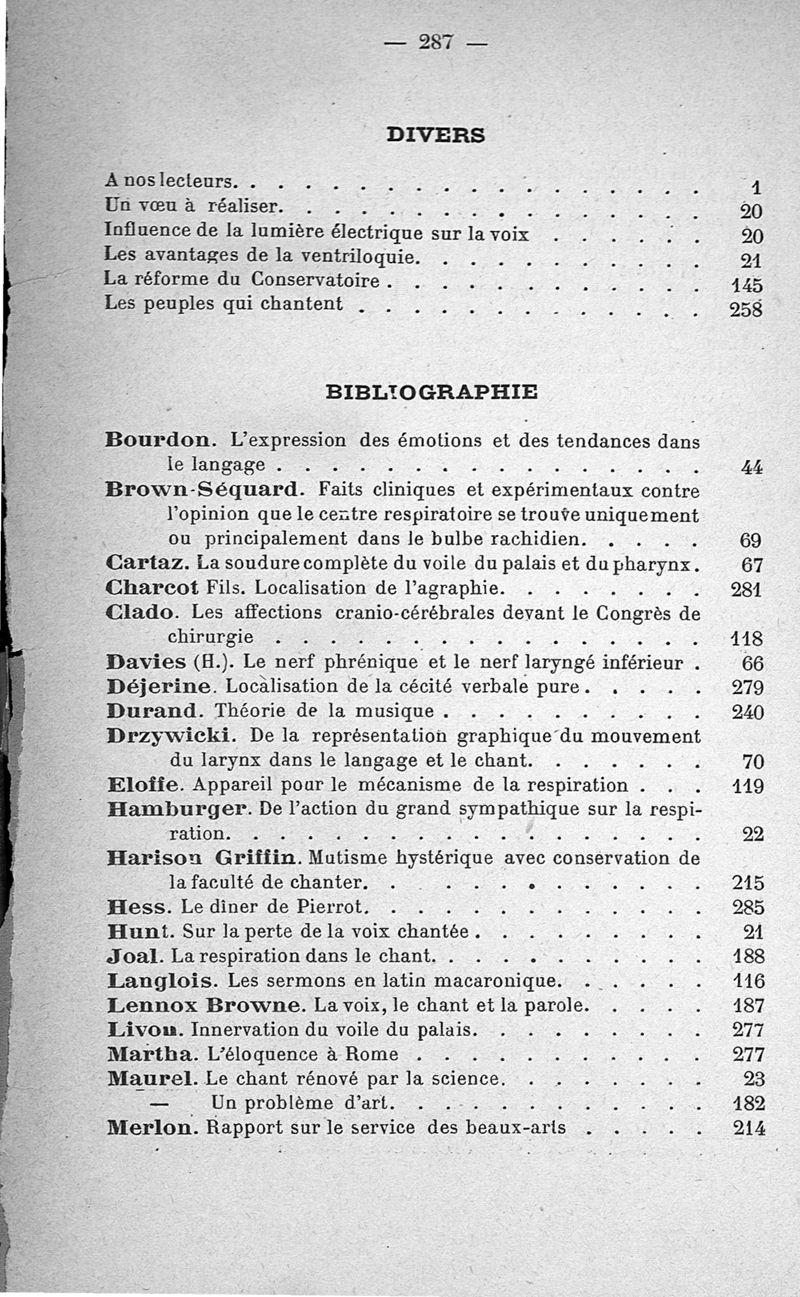 — 287 —
DIVERS
A nos lecteurs. . . . . . . . . . . . . . . . . . 1
Un vœu à réaliser. . . . . . . . . . . . . . . . 20
Influence de la lumière électrique sur la voix . . . . . . 20
Les avantages de la ventriloquie. . . . . . . . . . . 21
La réforme du Conservatoire . . . . . . . . . . . . 145
Les peuples qui chantent . . . . . . . . . . . . . 258
BIBLIOGRAPHIE
Bourdon. L'expression des émotions et des tendances dans
le langage . . . . . . . . . . . . . . . . 44
Brown-Séquard. Faits cliniques et expérimentaux contre
l'opinion que le centre respiratoire se trouve uniquement
ou principalement dans le bulbe rachidien. . . . . 69
Cartaz. La soudure complète du voile du palais et du pharynx. 67
Charcot Fils. Localisation de l'agraphie. . . . . . . . 281
Clado. Les affections cranio-cérébrales devant le Congrès de
chirurgie . . . . . . . . . . . . . . . . 118
Davies (H.). Le nerf phrénique et le nerf laryngé inférieur . 66
Déjerine. Localisation de la cécité verbale pure . . . . . 279
Durand. Théorie de la musique . . . . . . . . . . 240
Drzywicki. De la représentation graphique du mouvement
du larynx dans le langage et le chant. . . . . . . 70
Eloffe. Appareil pour le mécanisme de la respiration . . . 119
Hamburger. De l'action du grand sympathique sur la respi-
ration. . . . . . . . . . . . . . . . . . 22
Harison Griffin. Mutisme hystérique avec conservation de
la faculté de chanter. . . . . . . . . . . . 215
Hess. Le dîner de Pierrot. . . . . . . . . . . . . 285
Hunt. Sur la perte de la voix chantée . . . . . . . . . 21
Joal. La respiration dans le chant. . . . . . . . . . . 188
Langlois. Les sermons en latin macaronique. . . . . . 116
Lennox Browne. La voix, le chant et la parole. . . . . 187
Livon. Innervation du voile du palais. . . . . . . . . 277
Martha. L'éloquence à Rome . . . . . . . . . . . 277
Maurel. Le chant rénové par la science. . . . . . . . 23
— Un problème d'art. . . . . . . . . . . . 182
Merlon. Rapport sur le service des beaux-arts . . . . . 214